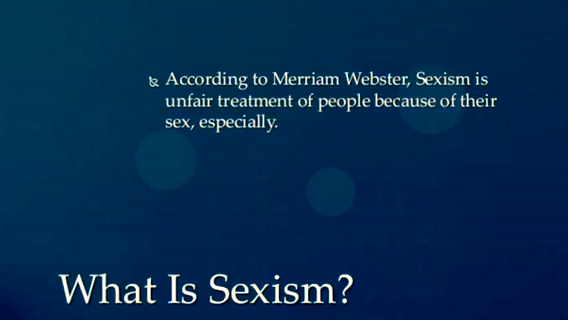 According to Merriam Webster, Sexism is
unfair treatment of people because of their
sex, especially.
What Is Sexism?